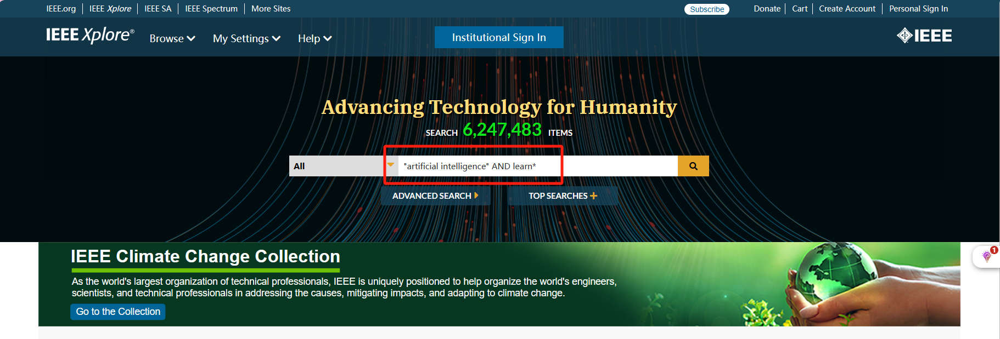 IEEE.org IEEE Xplore IEEE SA IEEE Spectrum More Sites Subscribe Donate Cart Create Account Personal Sign In
IEEE Xplore® Browse My Settings Help Institutional Sign In IEEE
Advancing Technology for Humanity
SEARCH 6,247,483 ITEMS
All "artificial intelligence" AND learn*
ADVANCED SEARCH TOP SEARCHES
IEEE Climate Change Collection
1
As the world's largest organization of technical professionals, IEEE is uniquely positioned to help organize the world's engineers,
scientists, and technical professionals in addressing the causes, mitigating impacts, and adapting to climate change.
Go to the Collection